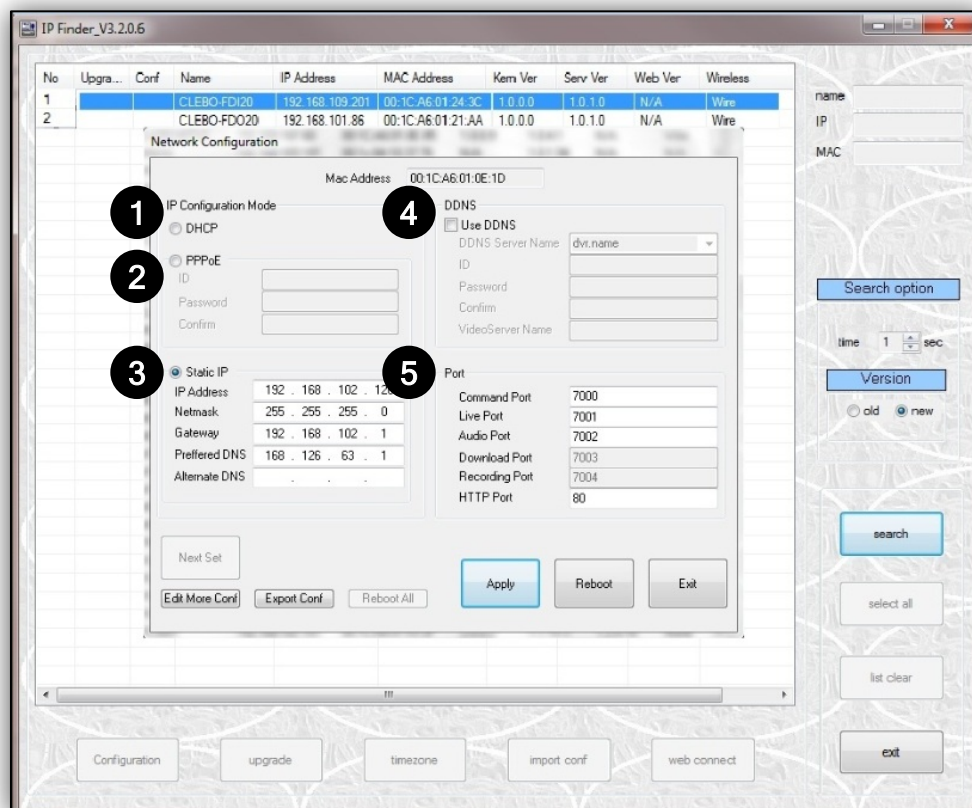 IP Finder_V3.2.0.6
No Upgra... Conf Name IP Address MAC Address Kern Ver Serv Ver Web Ver Wireless
1 CLEBO-FDI20 192.168.109.201 00:1C:A6:01:24:3C 1.0.0.0 1.0.1.0 N/A Wire
2 CLEBO-FDO20 192.168.101.86 00:1C:A6:01:21:AA 1.0.0.0 1.0.1.0 N/A Wire
Network Configuration
Mac Address 00:1C:A6:01:0E:1D
1
IP Configuration Mode
DHCP
2
PPPoE
ID
Password
Confirm
3
Static IP
IP Address 192 . 168 . 102 .
Netmask 255 . 255 . 255 . 0
Gateway 192 . 168 . 102 . 1
Preffered DNS 168 . 126 . 63 . 1
Alternate DNS . . .
4
DDNS
Use DDNS
DDNS Server Name dvr.name
ID
Password
Confirm
VideoServer Name
5
Port
Command Port 7000
Live Port 7001
Audio Port 7002
Download Port 7003
Recording Port 7004
HTTP Port 80
Next Set
Apply Reboot Exit
Edit More Conf Export Conf Reboot All
name
IP
MAC
Search option
time 1 sec
Version
old new
search
select all
list clear
exit
Configuration upgrade timezone import conf web connect